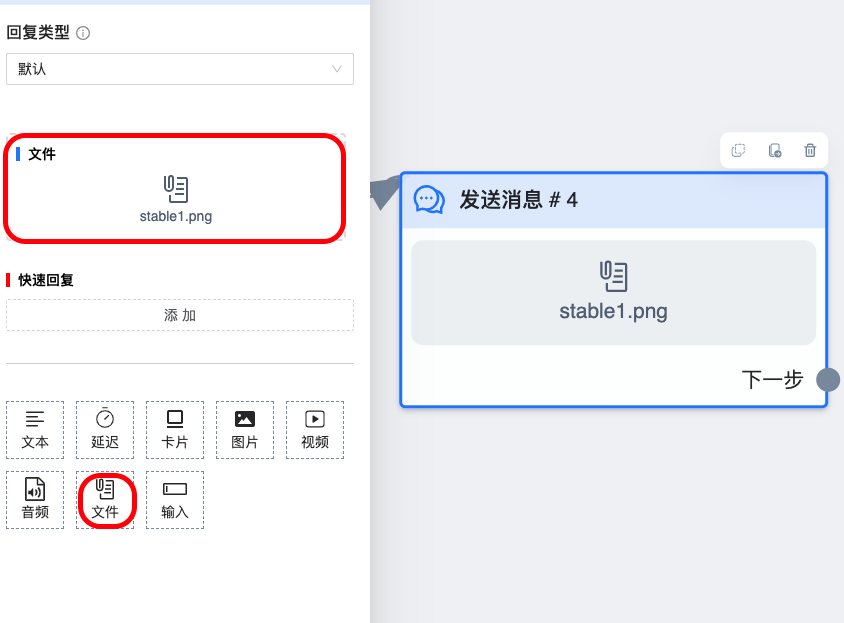 回复类型
默认
文件
stable1.png
快速回复
添 加
文本
延迟
卡片
图片
视频
音频
文件
输入
发送消息 # 4
stable1.png
下一步